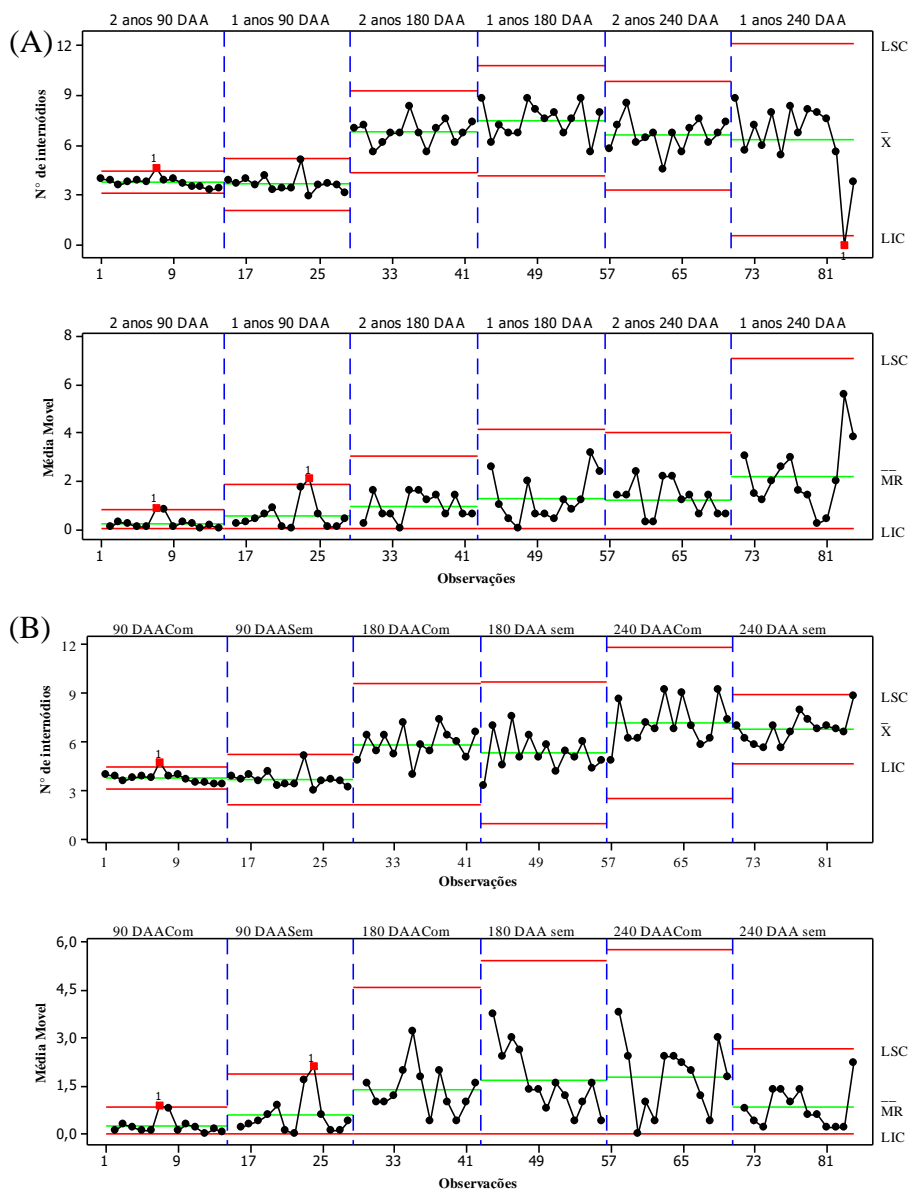 (A)
2 anos 90 DAA 1 anos 90 DAA 2 anos 180 DAA 1 anos 180 DAA 2 anos 240 DAA 1 anos 240 DAA
N° de internódios
12
9
6
3
0
LSC
X
LIC
1
1
1 9 17 25 33 41 49 57 65 73 81
2 anos 90 DAA 1 anos 90 DAA 2 anos 180 DAA 1 anos 180 DAA 2 anos 240 DAA 1 anos 240 DAA
Média Movel
8
6
4
2
0
LSC
MR
LIC
1
1
1 9 17 25 33 41 49 57 65 73 81
Observações
(B)
90 DAACom 90 DAASem 180 DAACom 180 DAA sem 240 DAACom 240 DAA sem
N° de internódios
12
9
6
3
0
LSC
X
LIC
1
1 9 17 25 33 41 49 57 65 73 81
Observações
90 DAACom 90 DAASem 180 DAACom 180 DAA sem 240 DAACom 240 DAA sem
Média Movel
6,0
4,5
3,0
1,5
0,0
LSC
MR
LIC
1
1
1 9 17 25 33 41 49 57 65 73 81
Observações